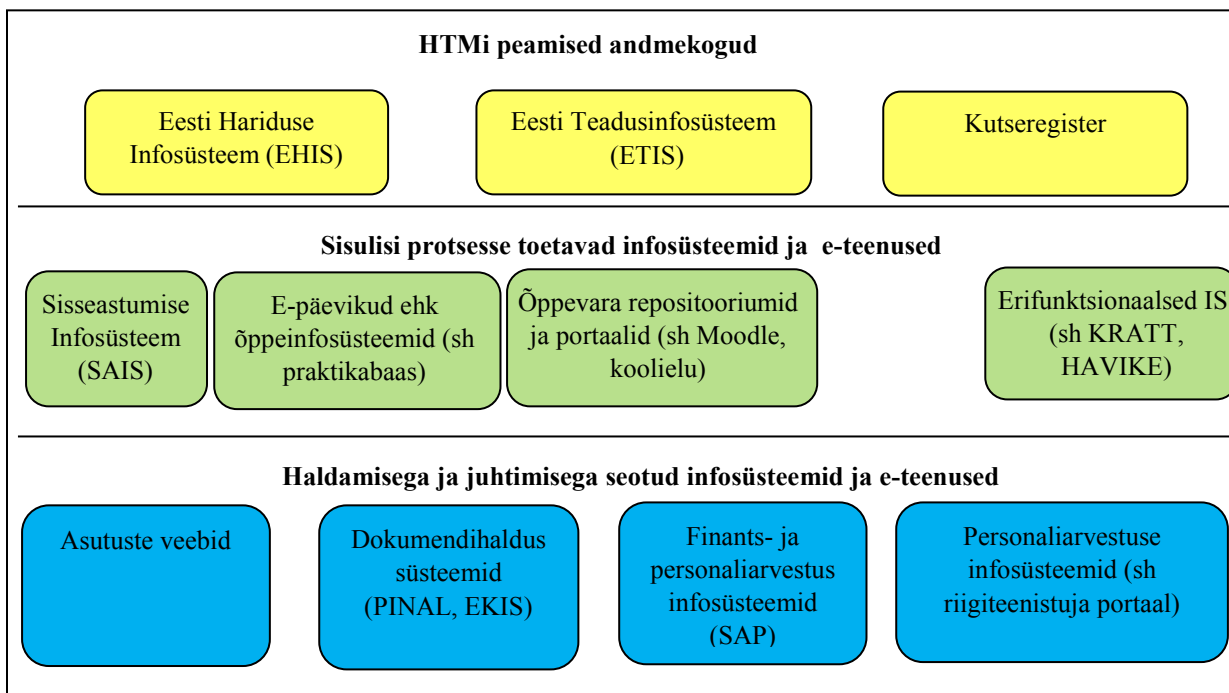 HTMi peamised andmekogud
Eesti Hariduse
Infosüsteem (EHIS)
Eesti Teadusinfosüsteem
(ETIS)
Kutseregister
Sisulisi protsesse toetavad infosüsteemid ja e-teenused
Sisseastumise
Infosüsteem
(SAIS)
E-päevikud ehk
õppeinfosüsteemid (sh
praktikabaas)
Õppevara repositooriumid
ja portaalid (sh Moodle,
koolielu)
Erifunktsionaalsed IS
(sh KRATT,
HAVIKE)
Haldamisega ja juhtimisega seotud infosüsteemid ja e-teenused
Asutuste veebid
Dokumendihaldus
süsteemid
(PINAL, EKIS)
Finants- ja
personaliarvestus
infosüsteemid
(SAP)
Personaliarvestuse
infosüsteemid (sh
riigiteenistuja portaal)